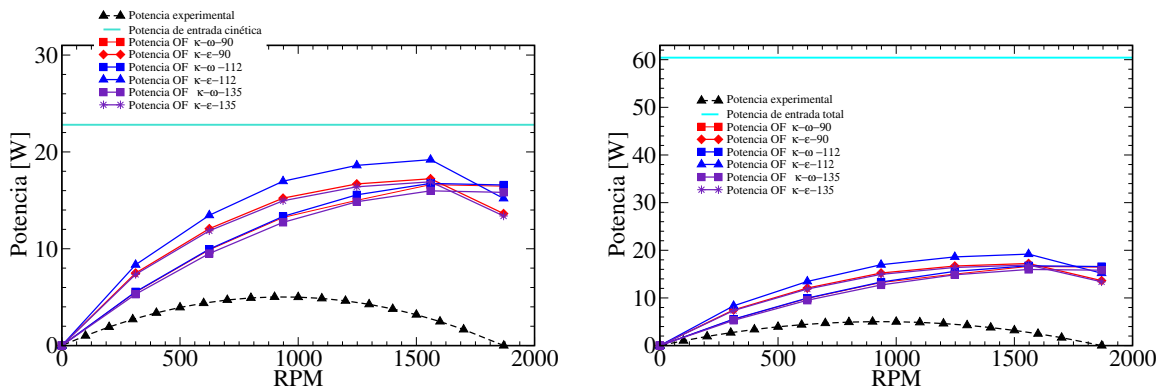 Potencia experimental
Potencia de entrada cinética
Potencia OF κ−ω−90
Potencia OF κ−ε−90
Potencia OF κ−ω −112
Potencia OF κ−ε−112
Potencia OF κ−ω−135
Potencia OF κ−ε−135
30
20
10
0
Potencia [W]
0 500 1000 1500 2000
RPM
Potencia experimental
Potencia de entrada total
Potencia OF κ−ω−90
Potencia OF κ−ε−90
Potencia OF κ−ω −112
Potencia OF κ−ε−112
Potencia OF κ−ω−135
Potencia OF κ−ε−135
60
50
40
30
20
10
0
Potencia [W]
0 500 1000 1500 2000
RPM